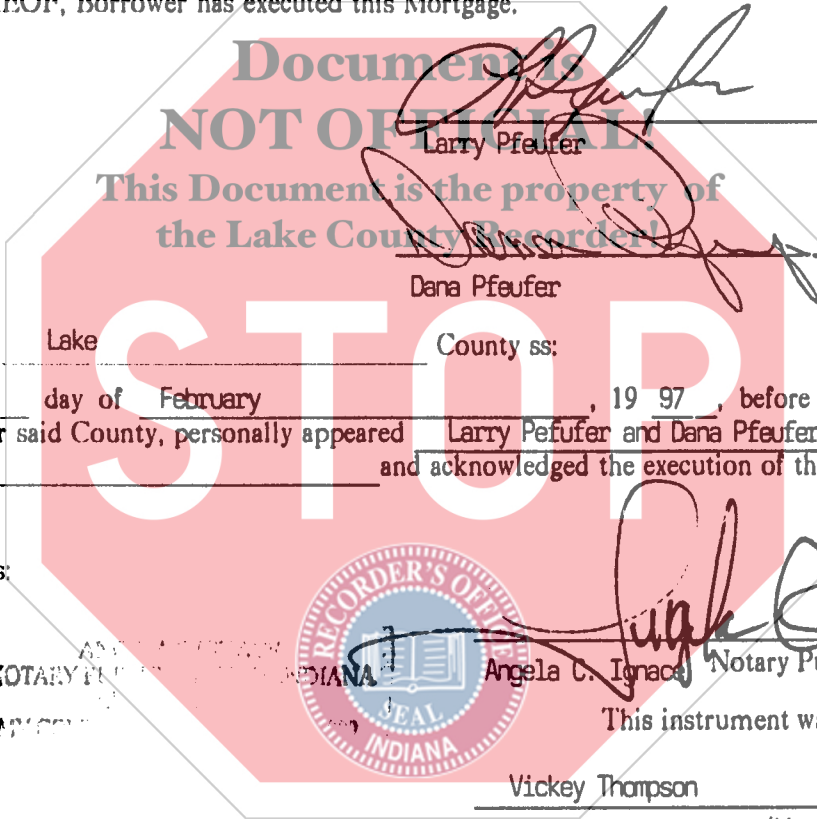 EOF, Borrower has executed this Mortgage.
Document is
NOT OFFICIAL!
Larry Pfeufer
This Document is the property of
the Lake County Recorder!
Dana Pfeufer
STOP
Lake County ss:
day of February , 19 97 , before
r said County, personally appeared Larry Pefufer and Dana Pfeufer
and acknowledged the execution of th
s:
RECORDER'S OFFICE
SEAL
INDIANA
NOTARY INDIANA
Angela C. Ignace Notary Pu
This instrument wa
Vickey Thompson